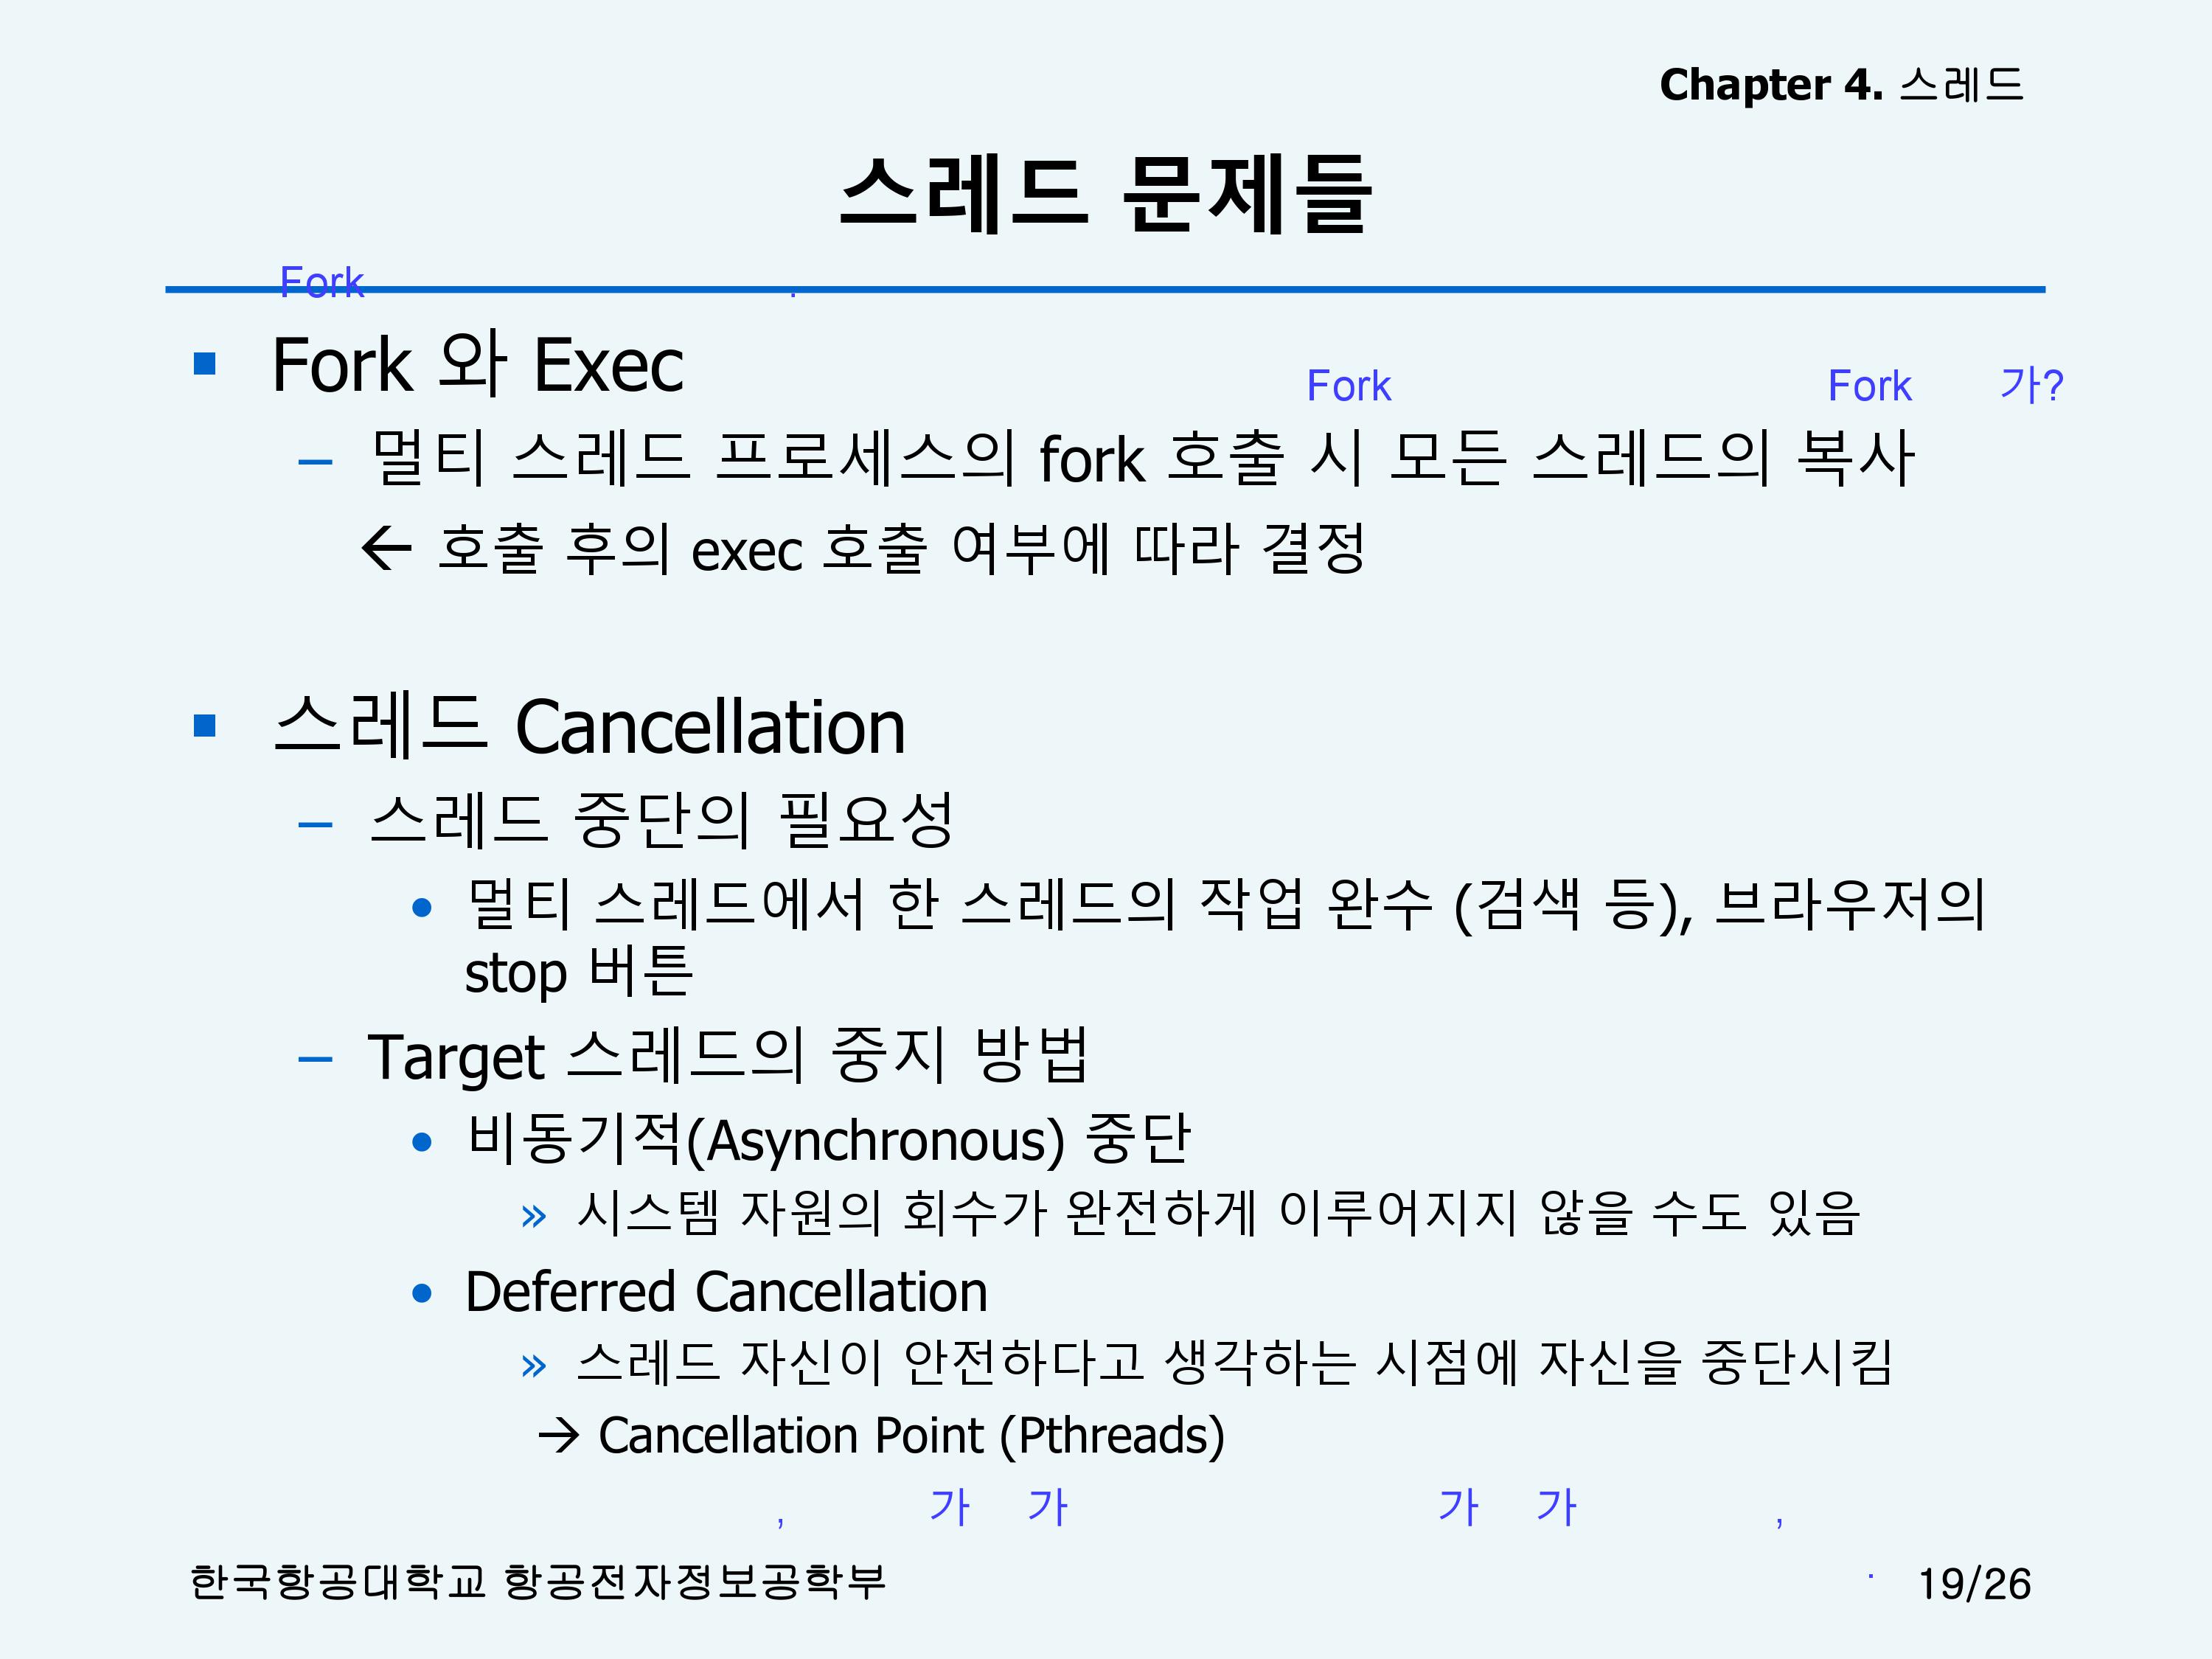 Chapter 4. 스레드
스레드 문제들
Fork .
▪ Fork 와 Exec
Fork Fork 가?
– 멀티 스레드 프로세스의 fork 호출 시 모든 스레드의 복사
← 호출 후의 exec 호출 여부에 따라 결정
▪ 스레드 Cancellation
– 스레드 중단의 필요성
• 멀티 스레드에서 한 스레드의 작업 완수 (검색 등), 브라우저의
stop 버튼
– Target 스레드의 중지 방법
• 비동기적(Asynchronous) 중단
» 시스템 자원의 회수가 완전하게 이루어지지 않을 수도 있음
• Deferred Cancellation
» 스레드 자신이 안전하다고 생각하는 시점에 자신을 중단시킴
→ Cancellation Point (Pthreads)
, 가 가 가 가 ,
.
한국항공대학교 항공전자정보공학부 19/26